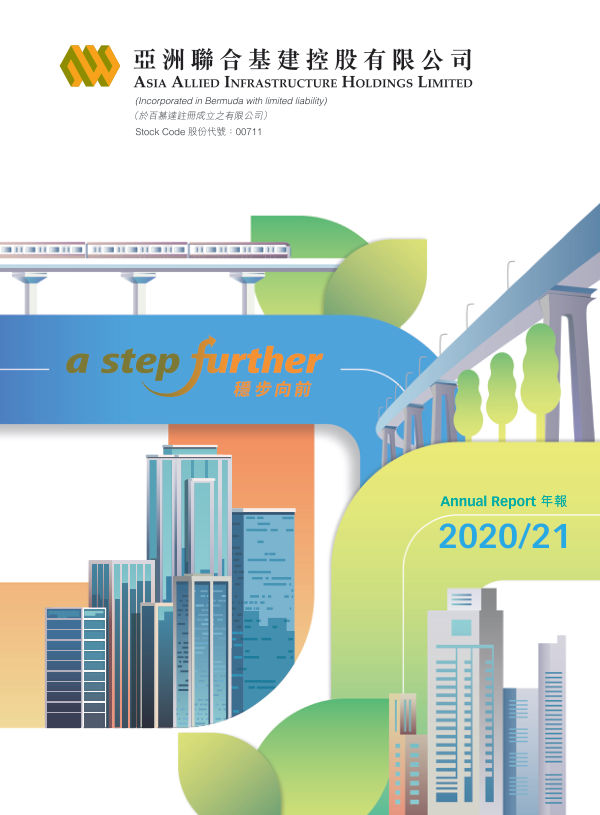 亞洲聯合基建控股有限公司
ASIA ALLIED INFRASTRUCTURE HOLDINGS LIMITED
(Incorporated in Bermuda with limited liability)
（於百慕達註冊成立之有限公司）
Stock Code 股份代號：00711
a step further
穩步向前
Annual Report 年報
2020/21